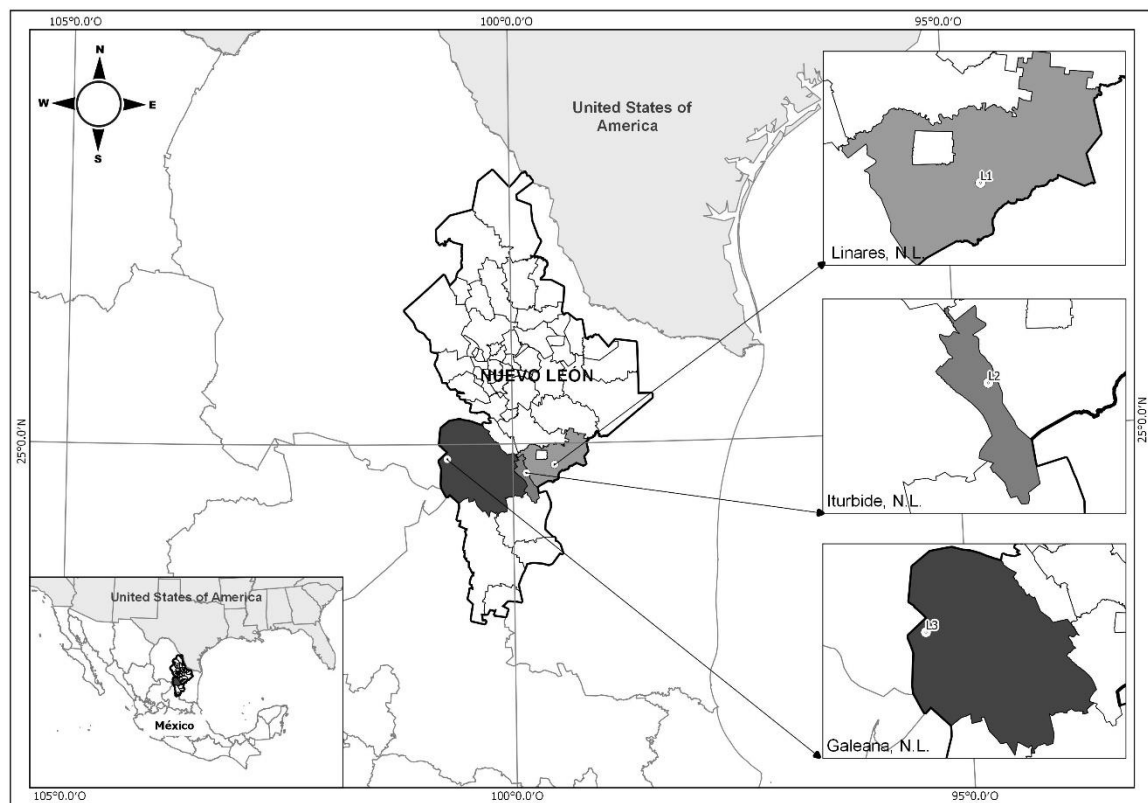 105°0.0'O
100°0.0'O
95°0.0'O
N
W
E
S
United States of
America
L1
Linares, N.L.
NUEVO LEÓN
L2
25°0.0'N
25°0.0'N
Iturbide, N.L.
L3
United States of America
México
Galeana, N.L.
105°0.0'O
100°0.0'O
95°0.0'O